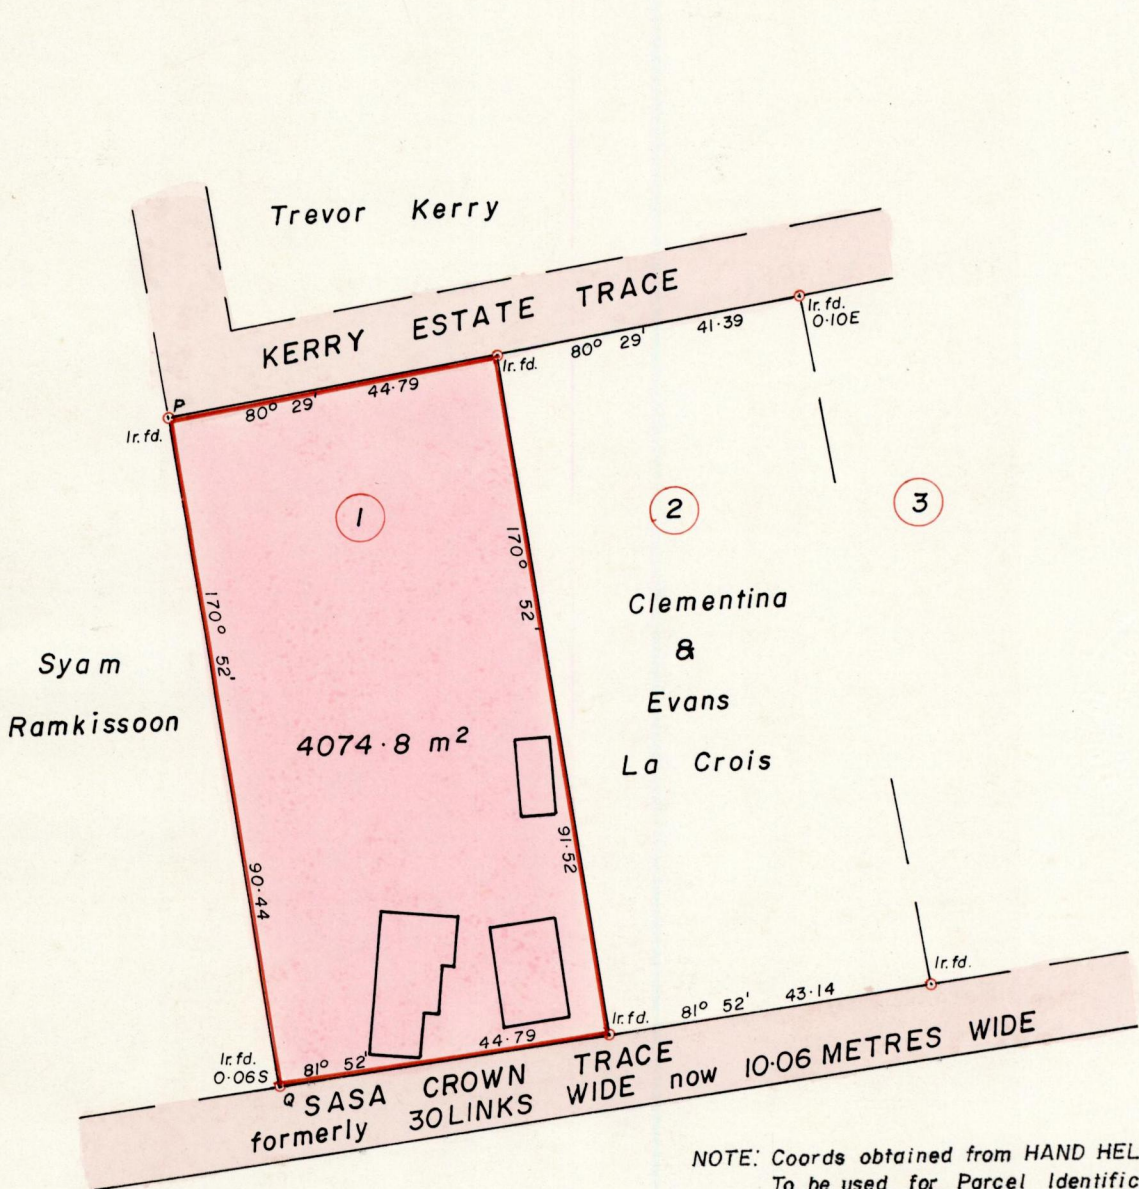 Trevor Kerry
KERRY ESTATE TRACE
Ir. fd.
0·10E
80° 29' 41·39
Ir. fd.
80° 29' 44·79
P
Ir. fd.
1
2
3
170° 52'
91·52
170° 52'
90·44
Clementina
&
Evans
La Crois
Syam
Ramkissoon
4074·8 m²
Ir. fd.
81° 52' 43·14
Ir. fd.
81° 52' 44·79
Ir. fd.
0·06S
Q
SASA CROWN TRACE
formerly 30 LINKS WIDE now 10·06 METRES WIDE
NOTE: Coords obtained from HAND HEL
To be used for Parcel Identific